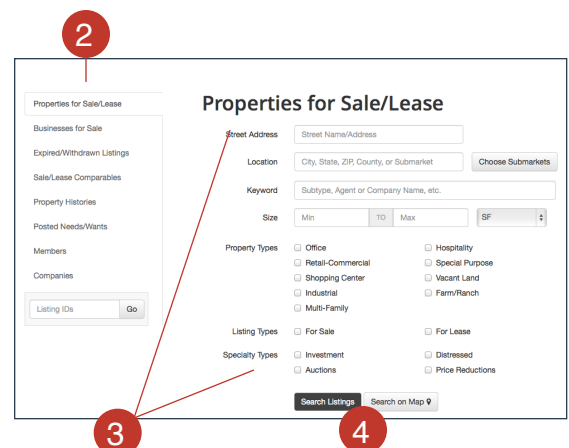 2
Properties for Sale/Lease
Businesses for Sale
Expired/Withdrawn Listings
Sale/Lease Comparables
Property Histories
Posted Needs/Wants
Members
Companies
Listing IDs Go
Properties for Sale/Lease
Street Address Street Name/Address
Location City, State, ZIP, County, or Submarket Choose Submarkets
Keyword Subtype, Agent or Company Name, etc.
Size Min TO Max SF
Property Types Office Hospitality
Retail-Commercial Special Purpose
Shopping Center Vacant Land
Industrial Farm/Ranch
Multi-Family
Listing Types For Sale For Lease
Specialty Types Investment Distressed
Auctions Price Reductions
Search Listings Search on Map
3 4